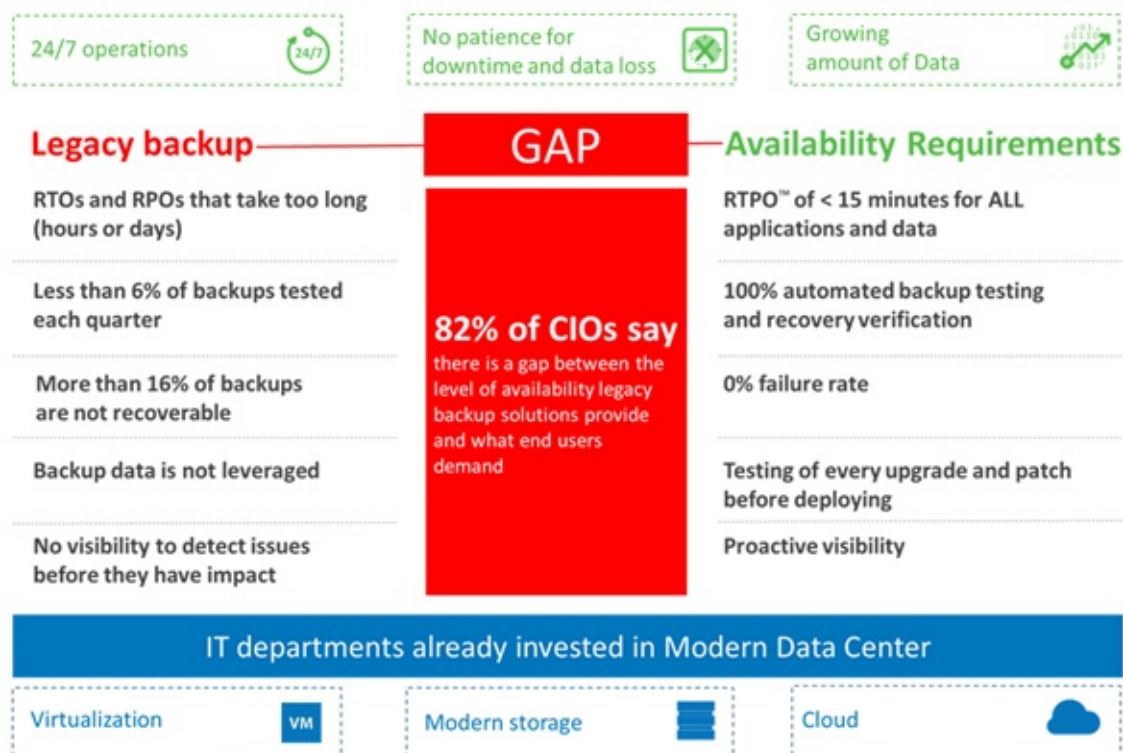 24/7 operations
24/7
No patience for
downtime and data loss
Growing
amount of Data
Legacy backup
GAP
Availability Requirements
RTOs and RPOs that take too long
(hours or days)
RTPO™ of < 15 minutes for ALL
applications and data
Less than 6% of backups tested
each quarter
100% automated backup testing
and recovery verification
82% of CIOs say
there is a gap between the
level of availability legacy
backup solutions provide
and what end users
demand
More than 16% of backups
are not recoverable
0% failure rate
Backup data is not leveraged
Testing of every upgrade and patch
before deploying
No visibility to detect issues
before they have impact
Proactive visibility
IT departments already invested in Modern Data Center
Virtualization
VM
Modern storage
Cloud